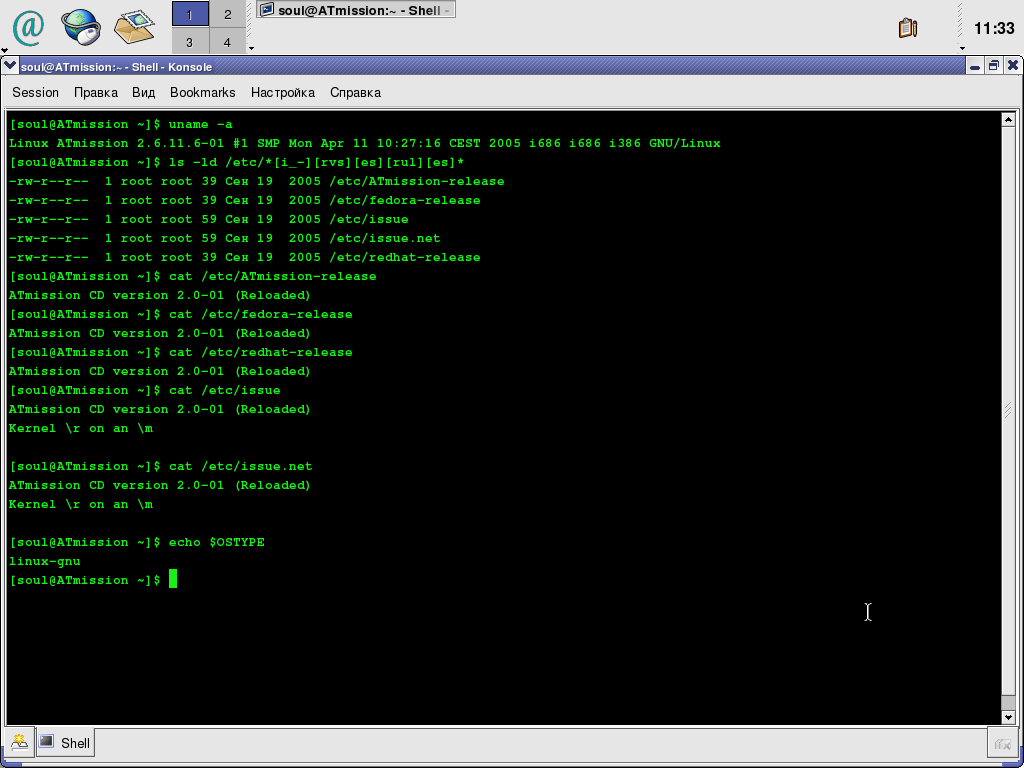 1 2
3 4
soul@ATmission:~ - Shell -
11:33
soul@ATmission:~ - Shell - Konsole
Session Правка Вид Bookmarks Настройка Справка
[soul@ATmission ~]$ uname -a
Linux ATmission 2.6.11.6-01 #1 SMP Mon Apr 11 10:27:16 CEST 2005 i686 i686 i386 GNU/Linux
[soul@ATmission ~]$ ls -ld /etc/*[i_-][rvs][es][rul][es]*
-rw-r--r--  1 root root 39 Сен 19  2005 /etc/ATmission-release
-rw-r--r--  1 root root 39 Сен 19  2005 /etc/fedora-release
-rw-r--r--  1 root root 59 Сен 19  2005 /etc/issue
-rw-r--r--  1 root root 59 Сен 19  2005 /etc/issue.net
-rw-r--r--  1 root root 39 Сен 19  2005 /etc/redhat-release
[soul@ATmission ~]$ cat /etc/ATmission-release
ATmission CD version 2.0-01 (Reloaded)
[soul@ATmission ~]$ cat /etc/fedora-release
ATmission CD version 2.0-01 (Reloaded)
[soul@ATmission ~]$ cat /etc/redhat-release
ATmission CD version 2.0-01 (Reloaded)
[soul@ATmission ~]$ cat /etc/issue
ATmission CD version 2.0-01 (Reloaded)
Kernel \r on an \m
[soul@ATmission ~]$ cat /etc/issue.net
ATmission CD version 2.0-01 (Reloaded)
Kernel \r on an \m
[soul@ATmission ~]$ echo $OSTYPE
linux-gnu
[soul@ATmission ~]$
Shell